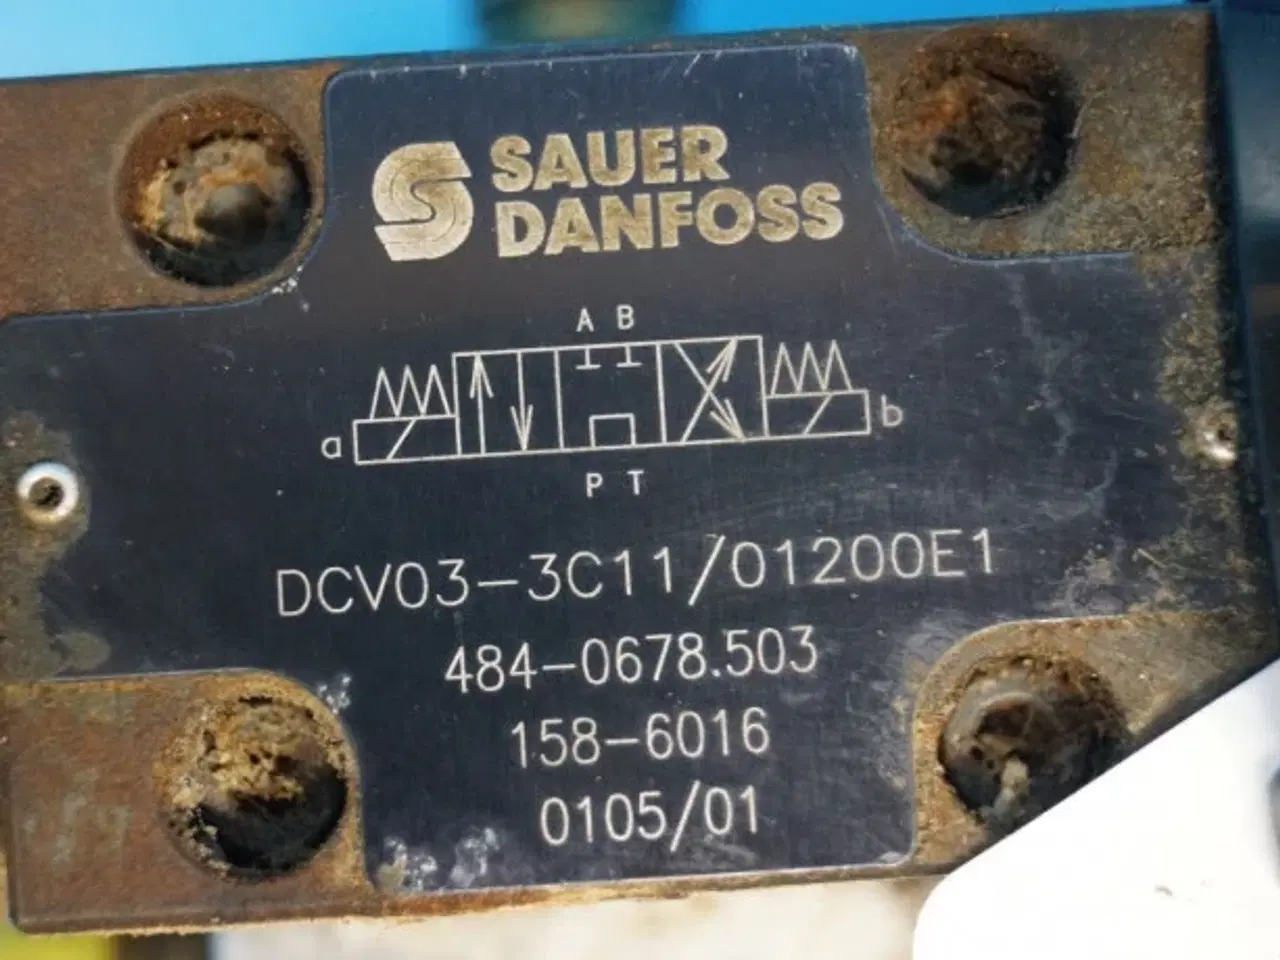 SAUER
DANFOSS
A B
a b
P T
DCV03-3C11/01200E1
484-0678.503
158-6016
0105/01